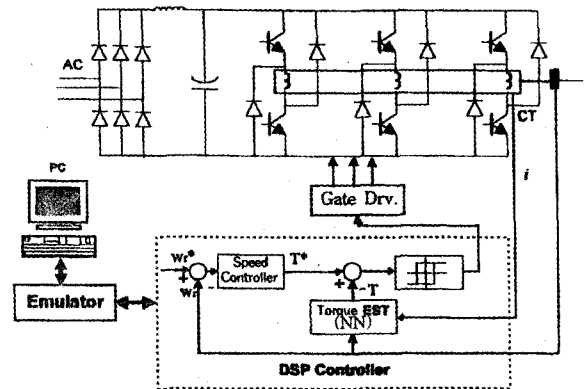 AC
CT
PC
i
Gate Drv.
wr*
+
Speed
Controller
T*
+
- T
wr
-
Emulator
Torque EST
(NN)
DSP Controller